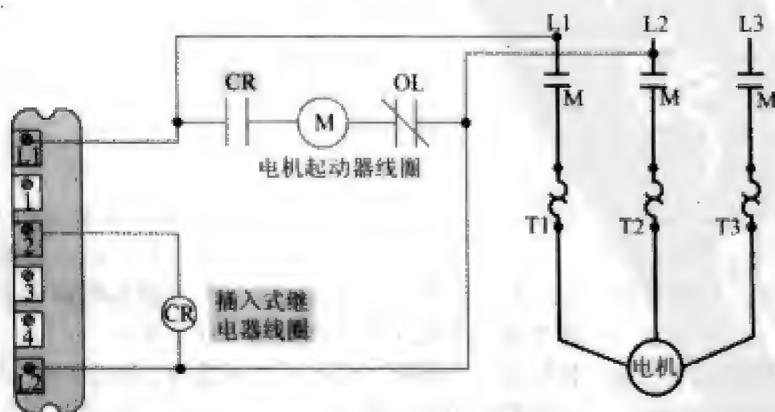 L1 L2 L3
CR OL
M M M M
电机起动器线圈
L1
1
2
3
4
L2
T1 T2 T3
CR
插入式继
电器线圈
电机